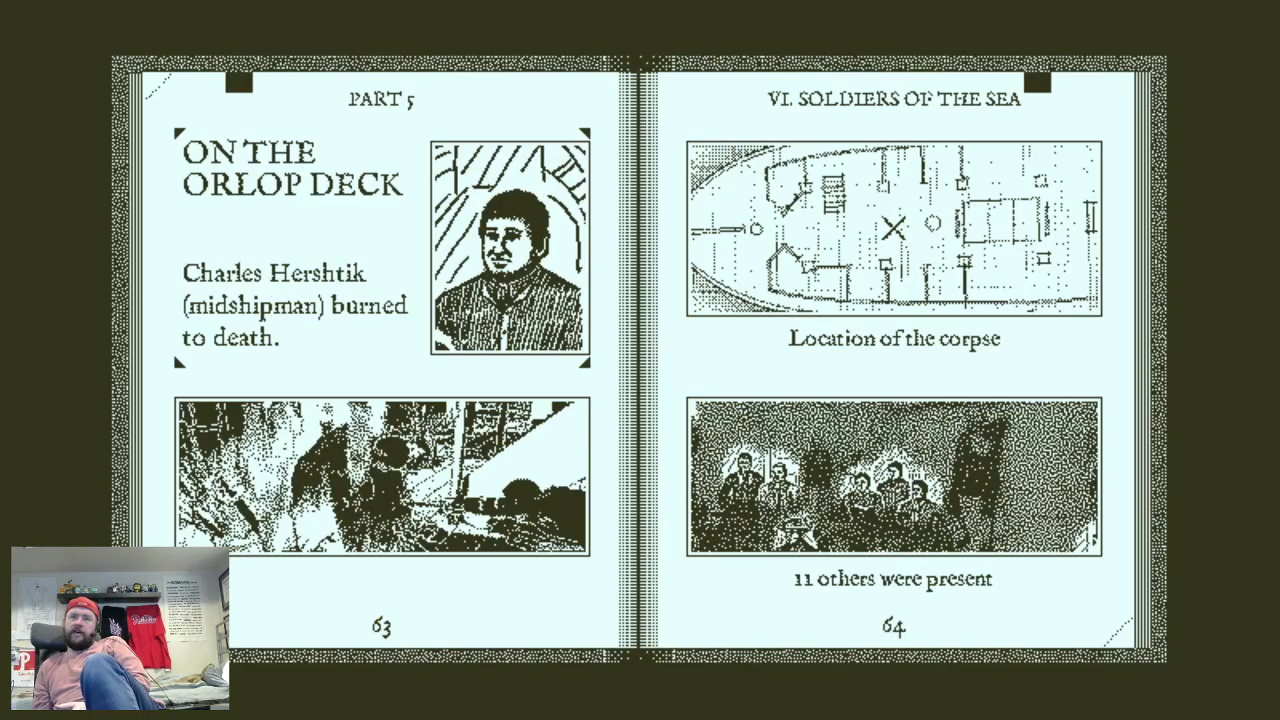 PART 5
ON THE
ORLOP DECK
Charles Hershtik
(midshipman) burned
to death.
63
VI. SOLDIERS OF THE SEA
Location of the corpse
11 others were present
64